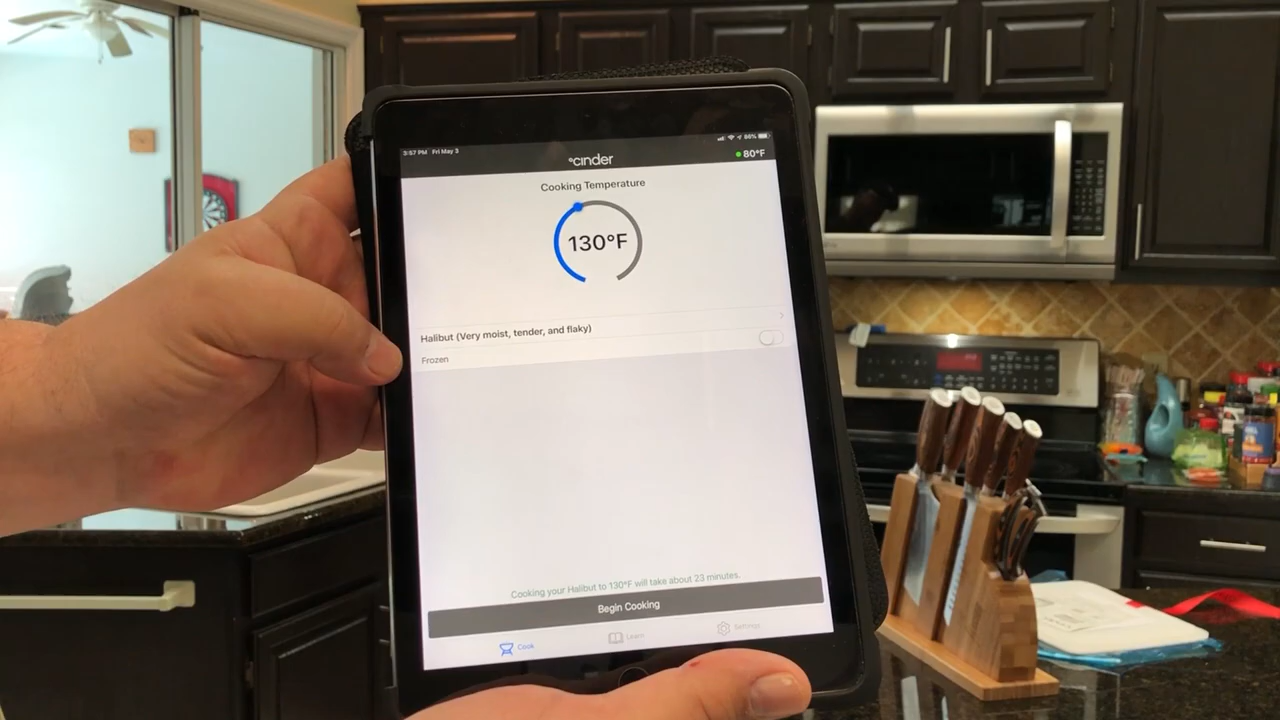 3:57 PM Fri May 3 86%
°cinder
80°F
Cooking Temperature
130°F
Halibut (Very moist, tender, and flaky)
Frozen
Cooking your Halibut to 130°F will take about 23 minutes.
Begin Cooking
Cook Learn Settings